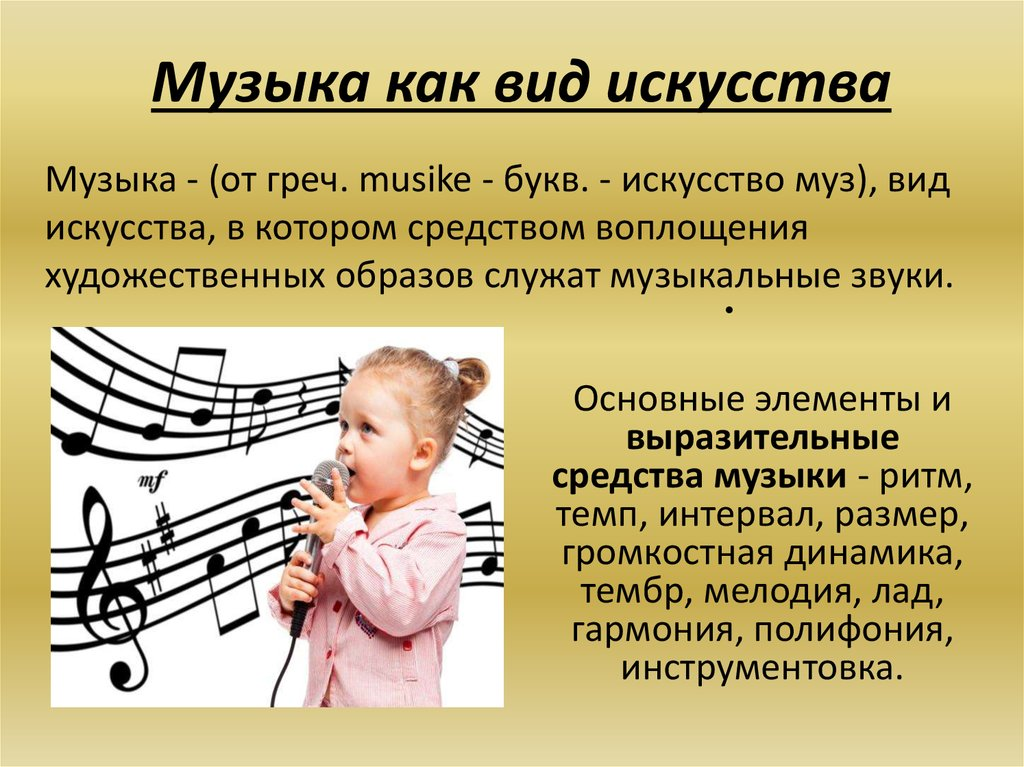 Музыка как вид искусства
Музыка - (от греч. musike - букв. - искусство муз), вид
искусства, в котором средством воплощения
художественных образов служат музыкальные звуки.
•
Основные элементы и
выразительные
средства музыки - ритм,
темп, интервал, размер,
громкостная динамика,
тембр, мелодия, лад,
гармония, полифония,
инструментовка.
mf